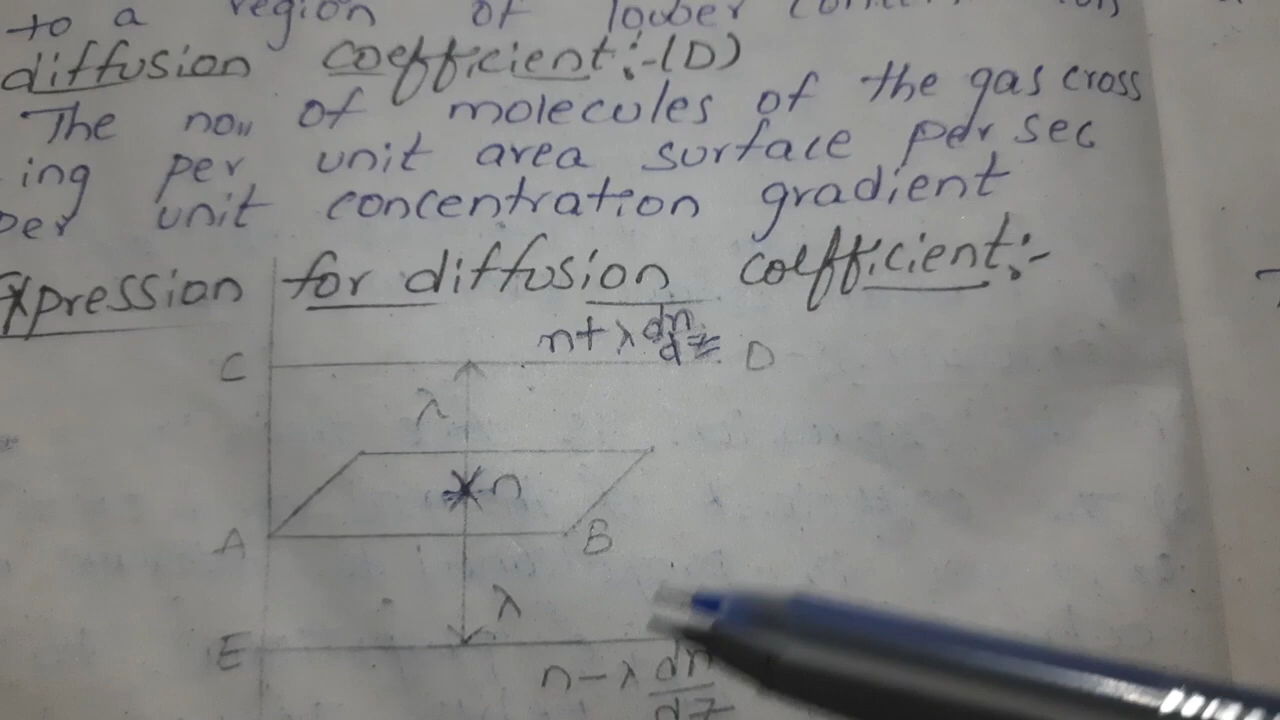 to a region of lower
diffusion coefficient:-(D)
The no,, of molecules of the gas cross
ing per unit area surface per sec
per unit concentration gradient
Expression for diffusion coefficient:-
n+λ dn/dz
C D
λ
n
A B
λ
E
n-λ dn/dz